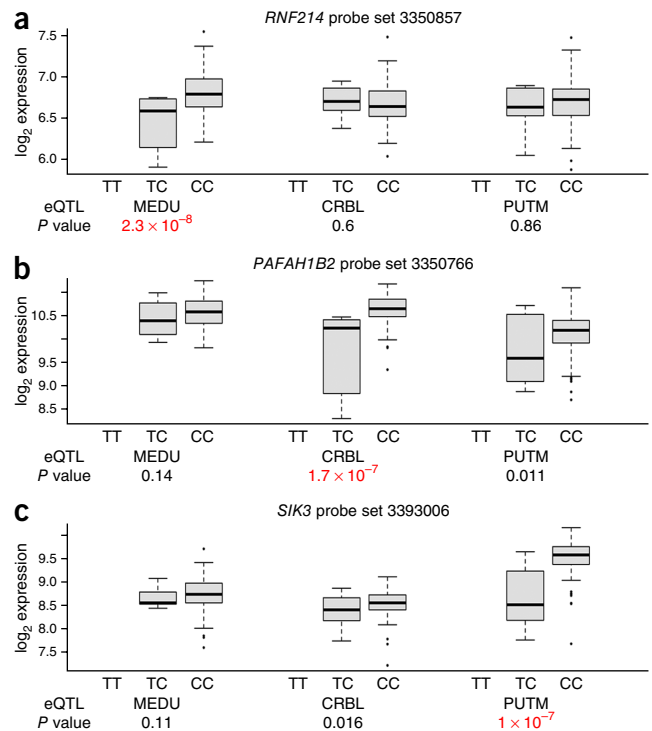 a
RNF214 probe set 3350857
log2 expression
7.5
7.0
6.5
6.0
TT TC CC TT TC CC TT TC CC
eQTL MEDU CRBL PUTM
P value 2.3 × 10−8 0.6 0.86
b
PAFAH1B2 probe set 3350766
log2 expression
10.5
9.5
9.0
8.5
TT TC CC TT TC CC TT TC CC
eQTL MEDU CRBL PUTM
P value 0.14 1.7 × 10−7 0.011
c
SIK3 probe set 3393006
log2 expression
9.5
9.0
8.5
8.0
7.5
TT TC CC TT TC CC TT TC CC
eQTL MEDU CRBL PUTM
P value 0.11 0.016 1 × 10−7